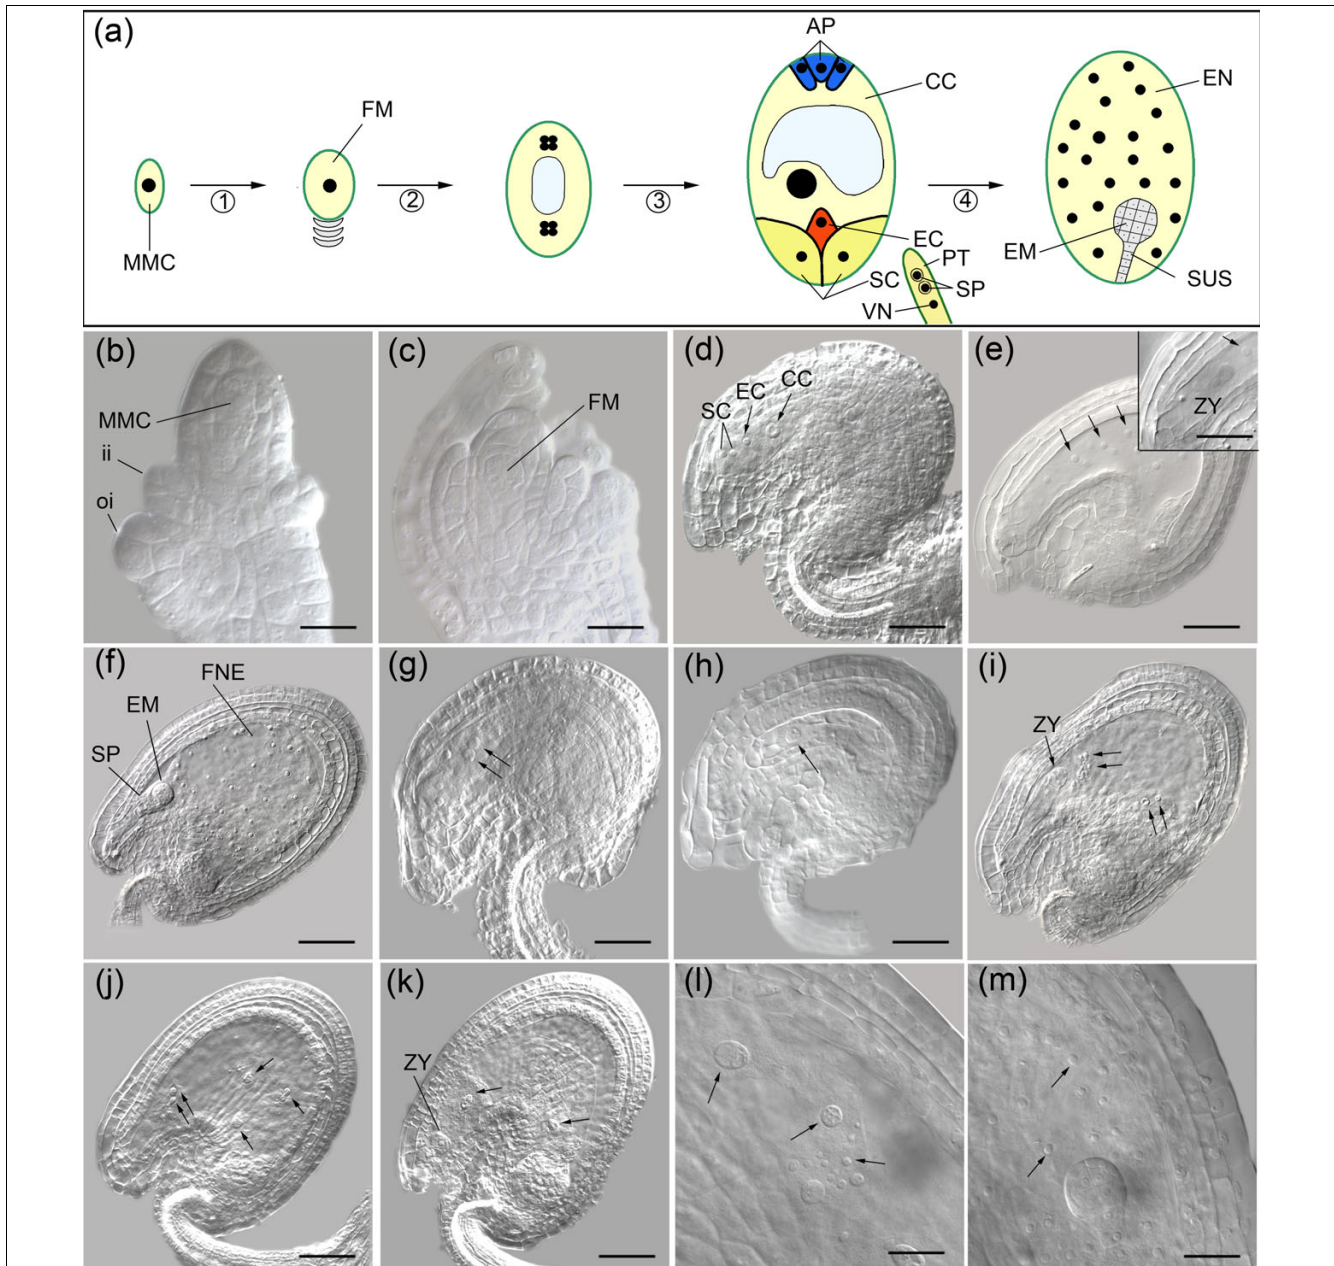 (a)
AP
CC
EN
FM
MMC
①
②
③
④
EC
PT
SC
SP
VN
EM
SUS
(b)
MMC
ii
oi
(c)
FM
(d)
CC
EC
SC
(e)
ZY
(f)
FNE
EM
SP
(g)
(h)
(i)
ZY
(j)
(k)
ZY
(l)
(m)